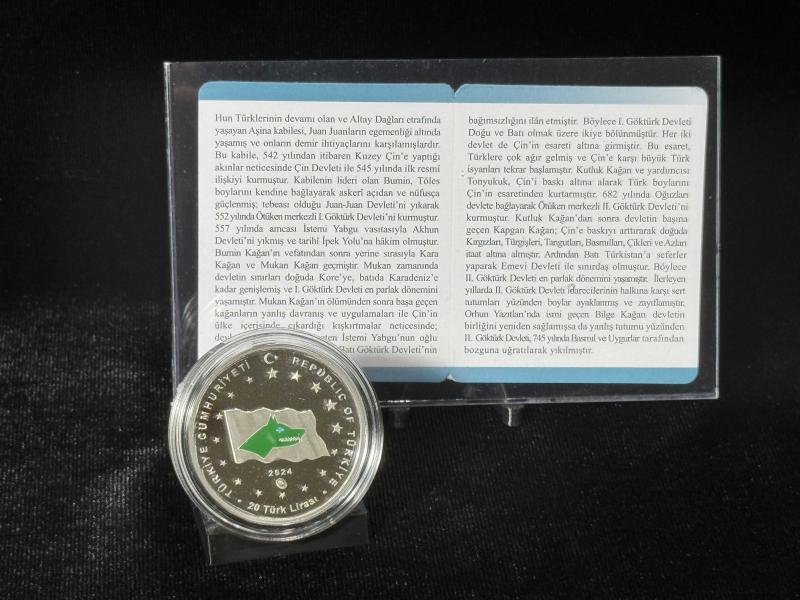 Hun Türklerinin devamı olan ve Altay Dağları etrafında
yaşayan Aşina kabilesi, Juan Juanların egemenliği altında
yaşamış ve onların demir ihtiyaçlarını karşılamışlardır.
Bu kabile, 542 yılından itibaren Kuzey Çin'e yaptığı
akınlar neticesinde Çin Devleti ile 545 yılında ilk resmî
ilişkiyi kurmuştur. Kabilenin lideri olan Bumin, Töles
boylarını kendine bağlayarak askerî açıdan ve nüfusça
güçlenmiş; tebeası olduğu Juan-Juan Devleti'ni yıkarak
552 yılında Ötüken merkezli I. Göktürk Devleti'ni kurmuştur.
557 yılında amcası İstemi Yabgu vasıtasıyla Akhun
Devleti'ni yıkmış ve tarihî İpek Yolu'na hâkim olmuştur.
Bumin Kağan'ın vefatından sonra yerine sırasıyla Kara
Kağan ve Mukan Kağan geçmiştir. Mukan zamanında
devletin sınırları doğuda Kore'ye, batıda Karadeniz'e
kadar genişlemiş ve I. Göktürk Devleti en parlak dönemini
yaşamıştır. Mukan Kağan'ın ölümünden sonra başa geçen
kağanların yanlış davranış ve uygulamaları ile Çin'in
ülke içerisinde çıkardığı kışkırtmalar neticesinde;
İstemi Yabgu'nun oğlu
Batı Göktürk Devleti'nin
bağımsızlığını ilân etmiştir. Böylece I. Göktürk Devleti
Doğu ve Batı olmak üzere ikiye bölünmüştür. Her iki
devlet de Çin'in esareti altına girmiştir. Bu esaret,
Türklere çok ağır gelmiş ve Çin'e karşı büyük Türk
isyanları tekrar başlamıştır. Kutluk Kağan ve yardımcısı
Tonyukuk, Çin'i baskı altına alarak Türk boylarını
Çin'in esaretinden kurtarmıştır. 682 yılında Oğuzları
devlete bağlayarak Ötüken merkezli II. Göktürk Devleti'ni
kurmuştur. Kutluk Kağan'dan sonra devletin başına
geçen Kapgan Kağan; Çin'e baskıyı arttırarak doğuda
Kırgızları, Türgişleri, Tangutları, Basmılları, Çikleri ve Azları
itaat altına almıştır. Ardından Batı Türkistan'a seferler
yaparak Emevi Devleti ile sınırdaş olmuştur. Böylece
II. Göktürk Devleti en parlak dönemini yaşamıştır. İlerleyen
yıllarda II. Göktürk Devleti idarecilerinin halkına karşı sert
tutumları yüzünden boylar ayaklanmış ve zayıflamıştır.
Orhun Yazıtları'nda ismi geçen Bilge Kağan devletin
birliğini yeniden sağlamışsa da yanlış tutumu yüzünden
II. Göktürk Devleti, 745 yılında Basmıl ve Uygurlar tarafından
bozguna uğratılarak yıkılmıştır.
TÜRKİYE CUMHURİYETİ REPUBLIC OF TÜRKİYE
2024
20 Türk Lirası